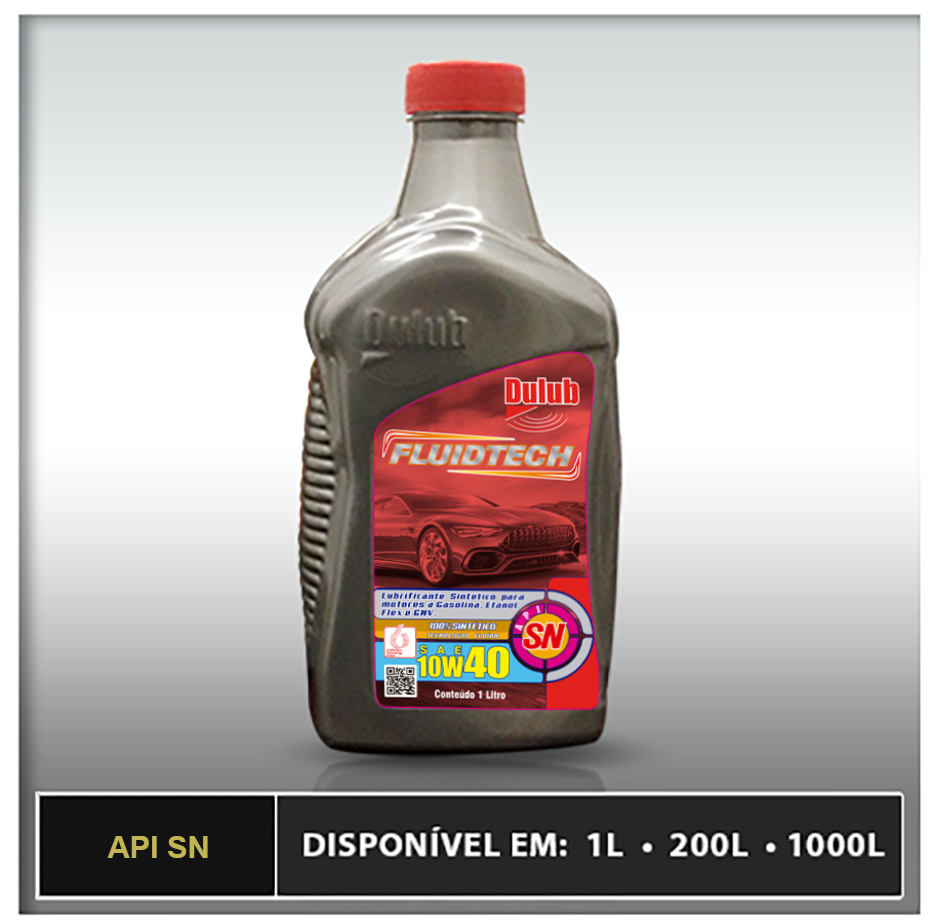 Dulub
Dulub
FLUIDTECH
Lubrificante Sintetico para
motores a Gasolina, Etanol,
Flex e GNV.
100% SINTETICO
API
SN
SAE
10W40
Conteúdo 1 Litro
API SN
DISPONÍVEL EM: 1L • 200L • 1000L